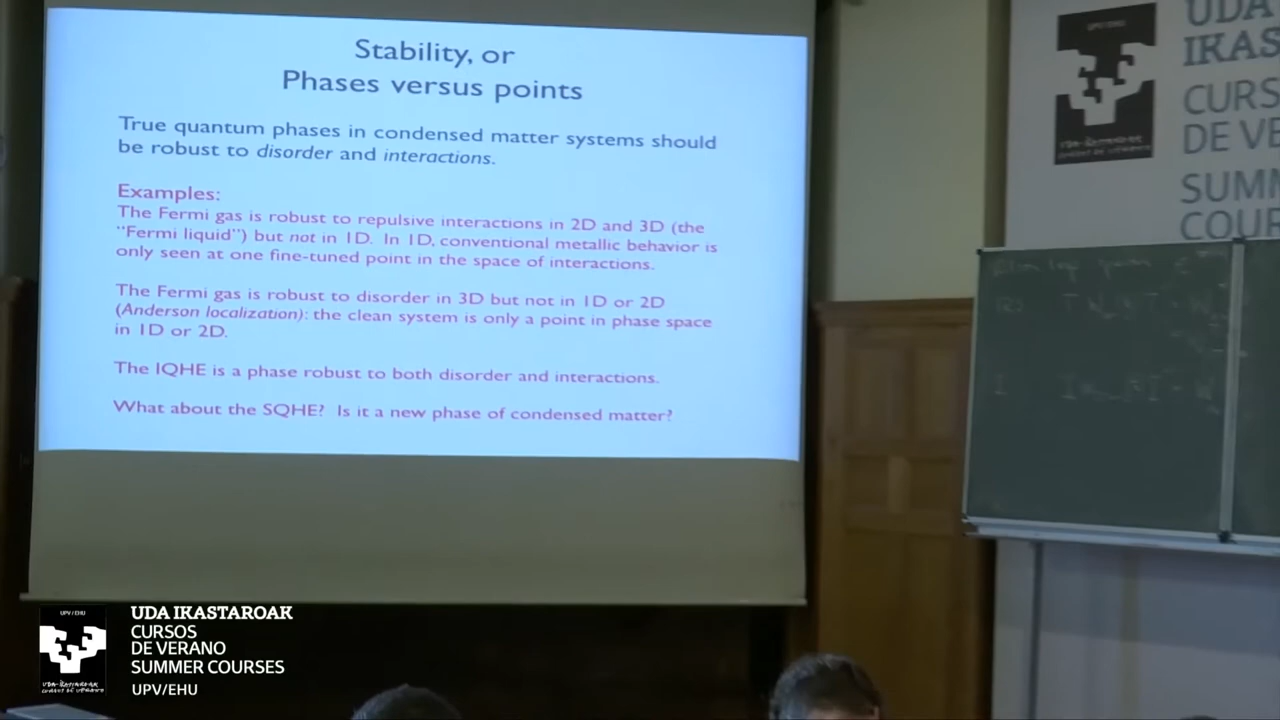 Stability, or
Phases versus points
True quantum phases in condensed matter systems should
be robust to disorder and interactions.
Examples:
The Fermi gas is robust to repulsive interactions in 2D and 3D (the
"Fermi liquid") but not in 1D. In 1D, conventional metallic behavior is
only seen at one fine-tuned point in the space of interactions.
The Fermi gas is robust to disorder in 3D but not in 1D or 2D
(Anderson localization): the clean system is only a point in phase space
in 1D or 2D.
The IQHE is a phase robust to both disorder and interactions.
What about the SQHE? Is it a new phase of condensed matter?
UPV / EHU
UDA
IKAS
CURS
DE VE
SUMM
COUR
UPV / EHU
UDA IKASTAROAK
CURSOS
DE VERANO
SUMMER COURSES
UPV/EHU